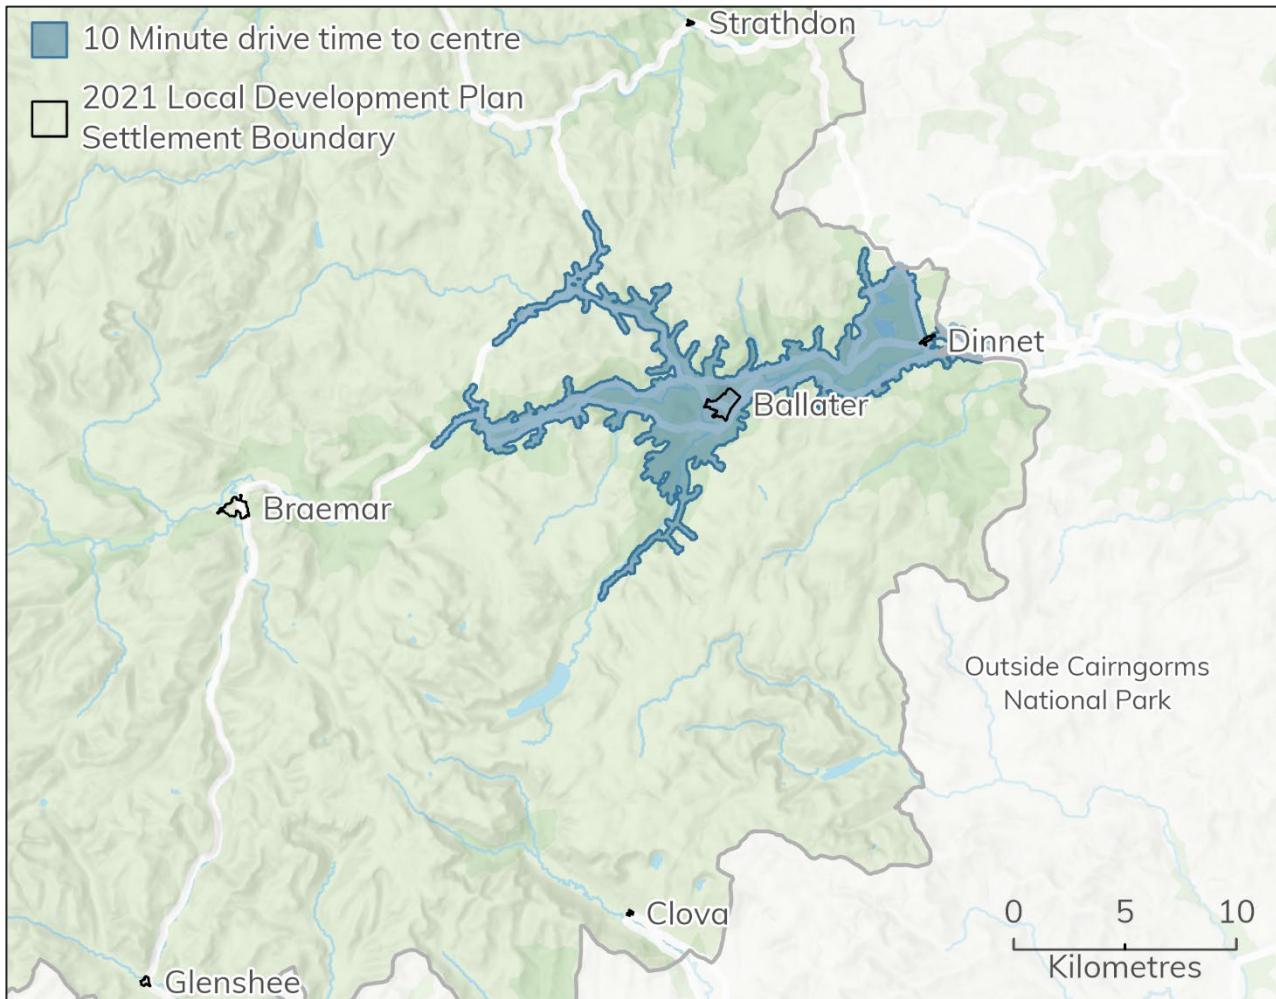 10 Minute drive time to centre
2021 Local Development Plan
Settlement Boundary
Strathdon
Dinnet
Ballater
Braemar
Outside Cairngorms
National Park
Clova
Glenshee
0 5 10
Kilometres